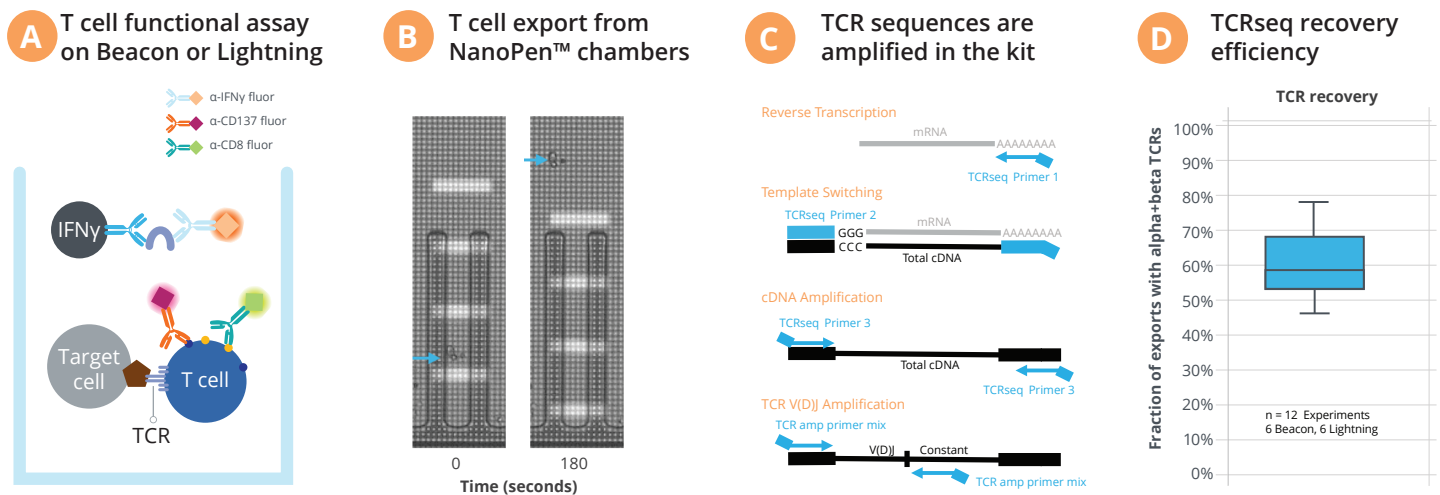 A
T cell functional assay
on Beacon or Lightning
α-IFNγ fluor
α-CD137 fluor
α-CD8 fluor
IFNγ
Target
cell
T cell
TCR
B
T cell export from
NanoPen™ chambers
0
180
Time (seconds)
C
TCR sequences are
amplified in the kit
Reverse Transcription
mRNA
AAAAAAAA
TCRseq Primer 1
Template Switching
TCRseq Primer 2
GGG
mRNA
AAAAAAAA
CCC
Total cDNA
cDNA Amplification
TCRseq Primer 3
Total cDNA
TCRseq Primer 3
TCR V(D)J Amplification
TCR amp primer mix
V(D)J
Constant
TCR amp primer mix
D
TCRseq recovery
efficiency
TCR recovery
Fraction of exports with alpha+beta TCRs
100%
90%
80%
70%
60%
50%
40%
30%
20%
10%
0%
n = 12 Experiments
6 Beacon, 6 Lightning